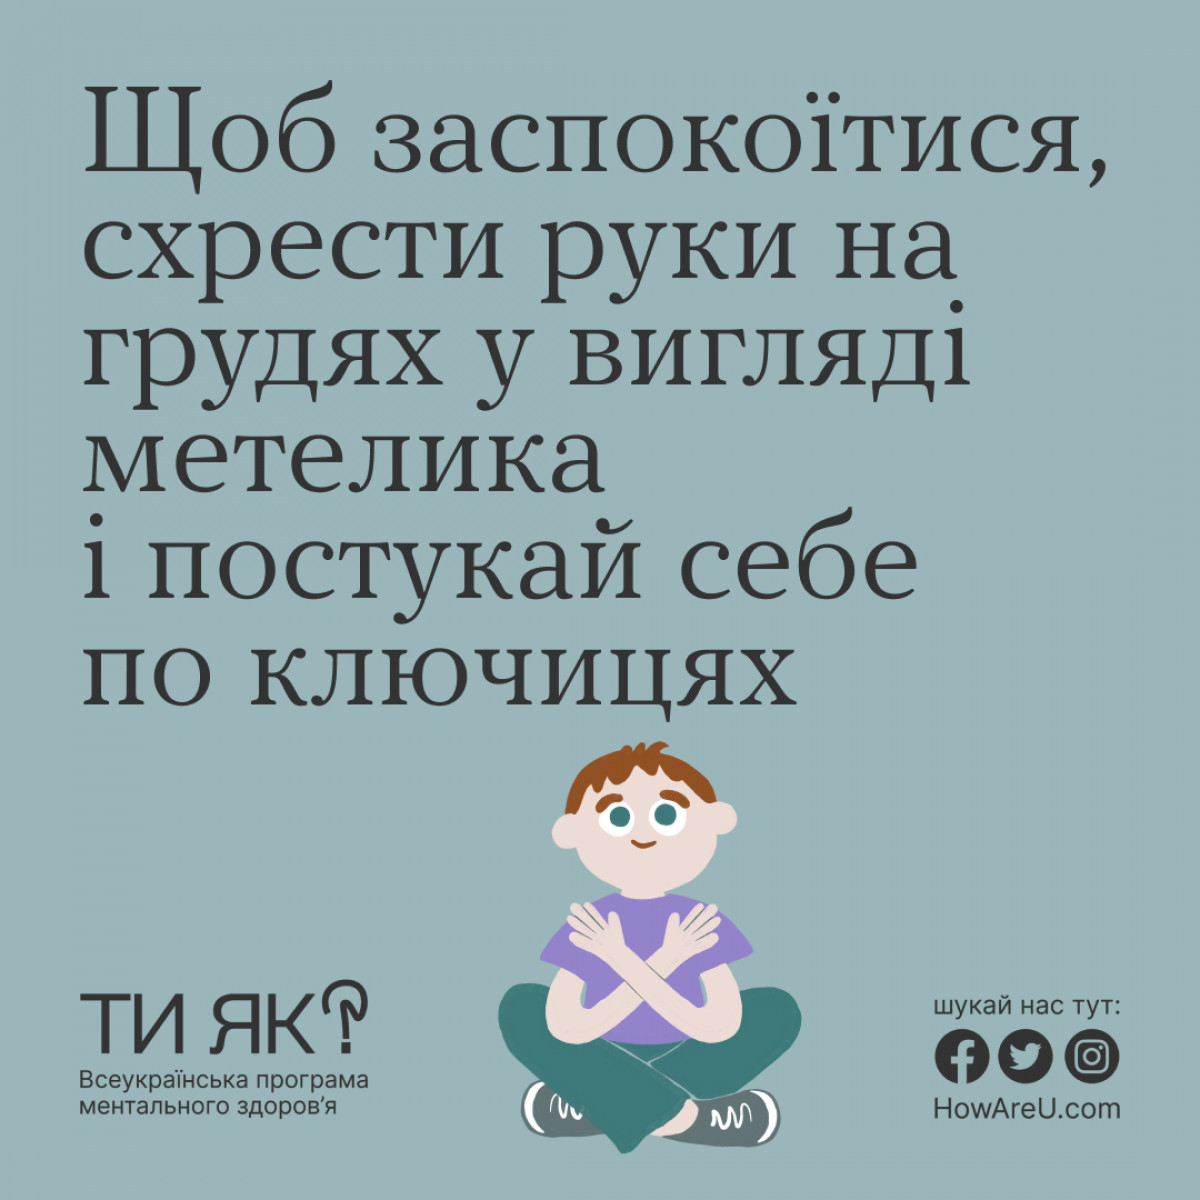 Щоб заспокоїтися,
схрести руки на
грудях у вигляді
метелика
і постукай себе
по ключицях
ТИ ЯК?
Всеукраїнська програма
ментального здоров’я
шукай нас тут:
HowAreU.com